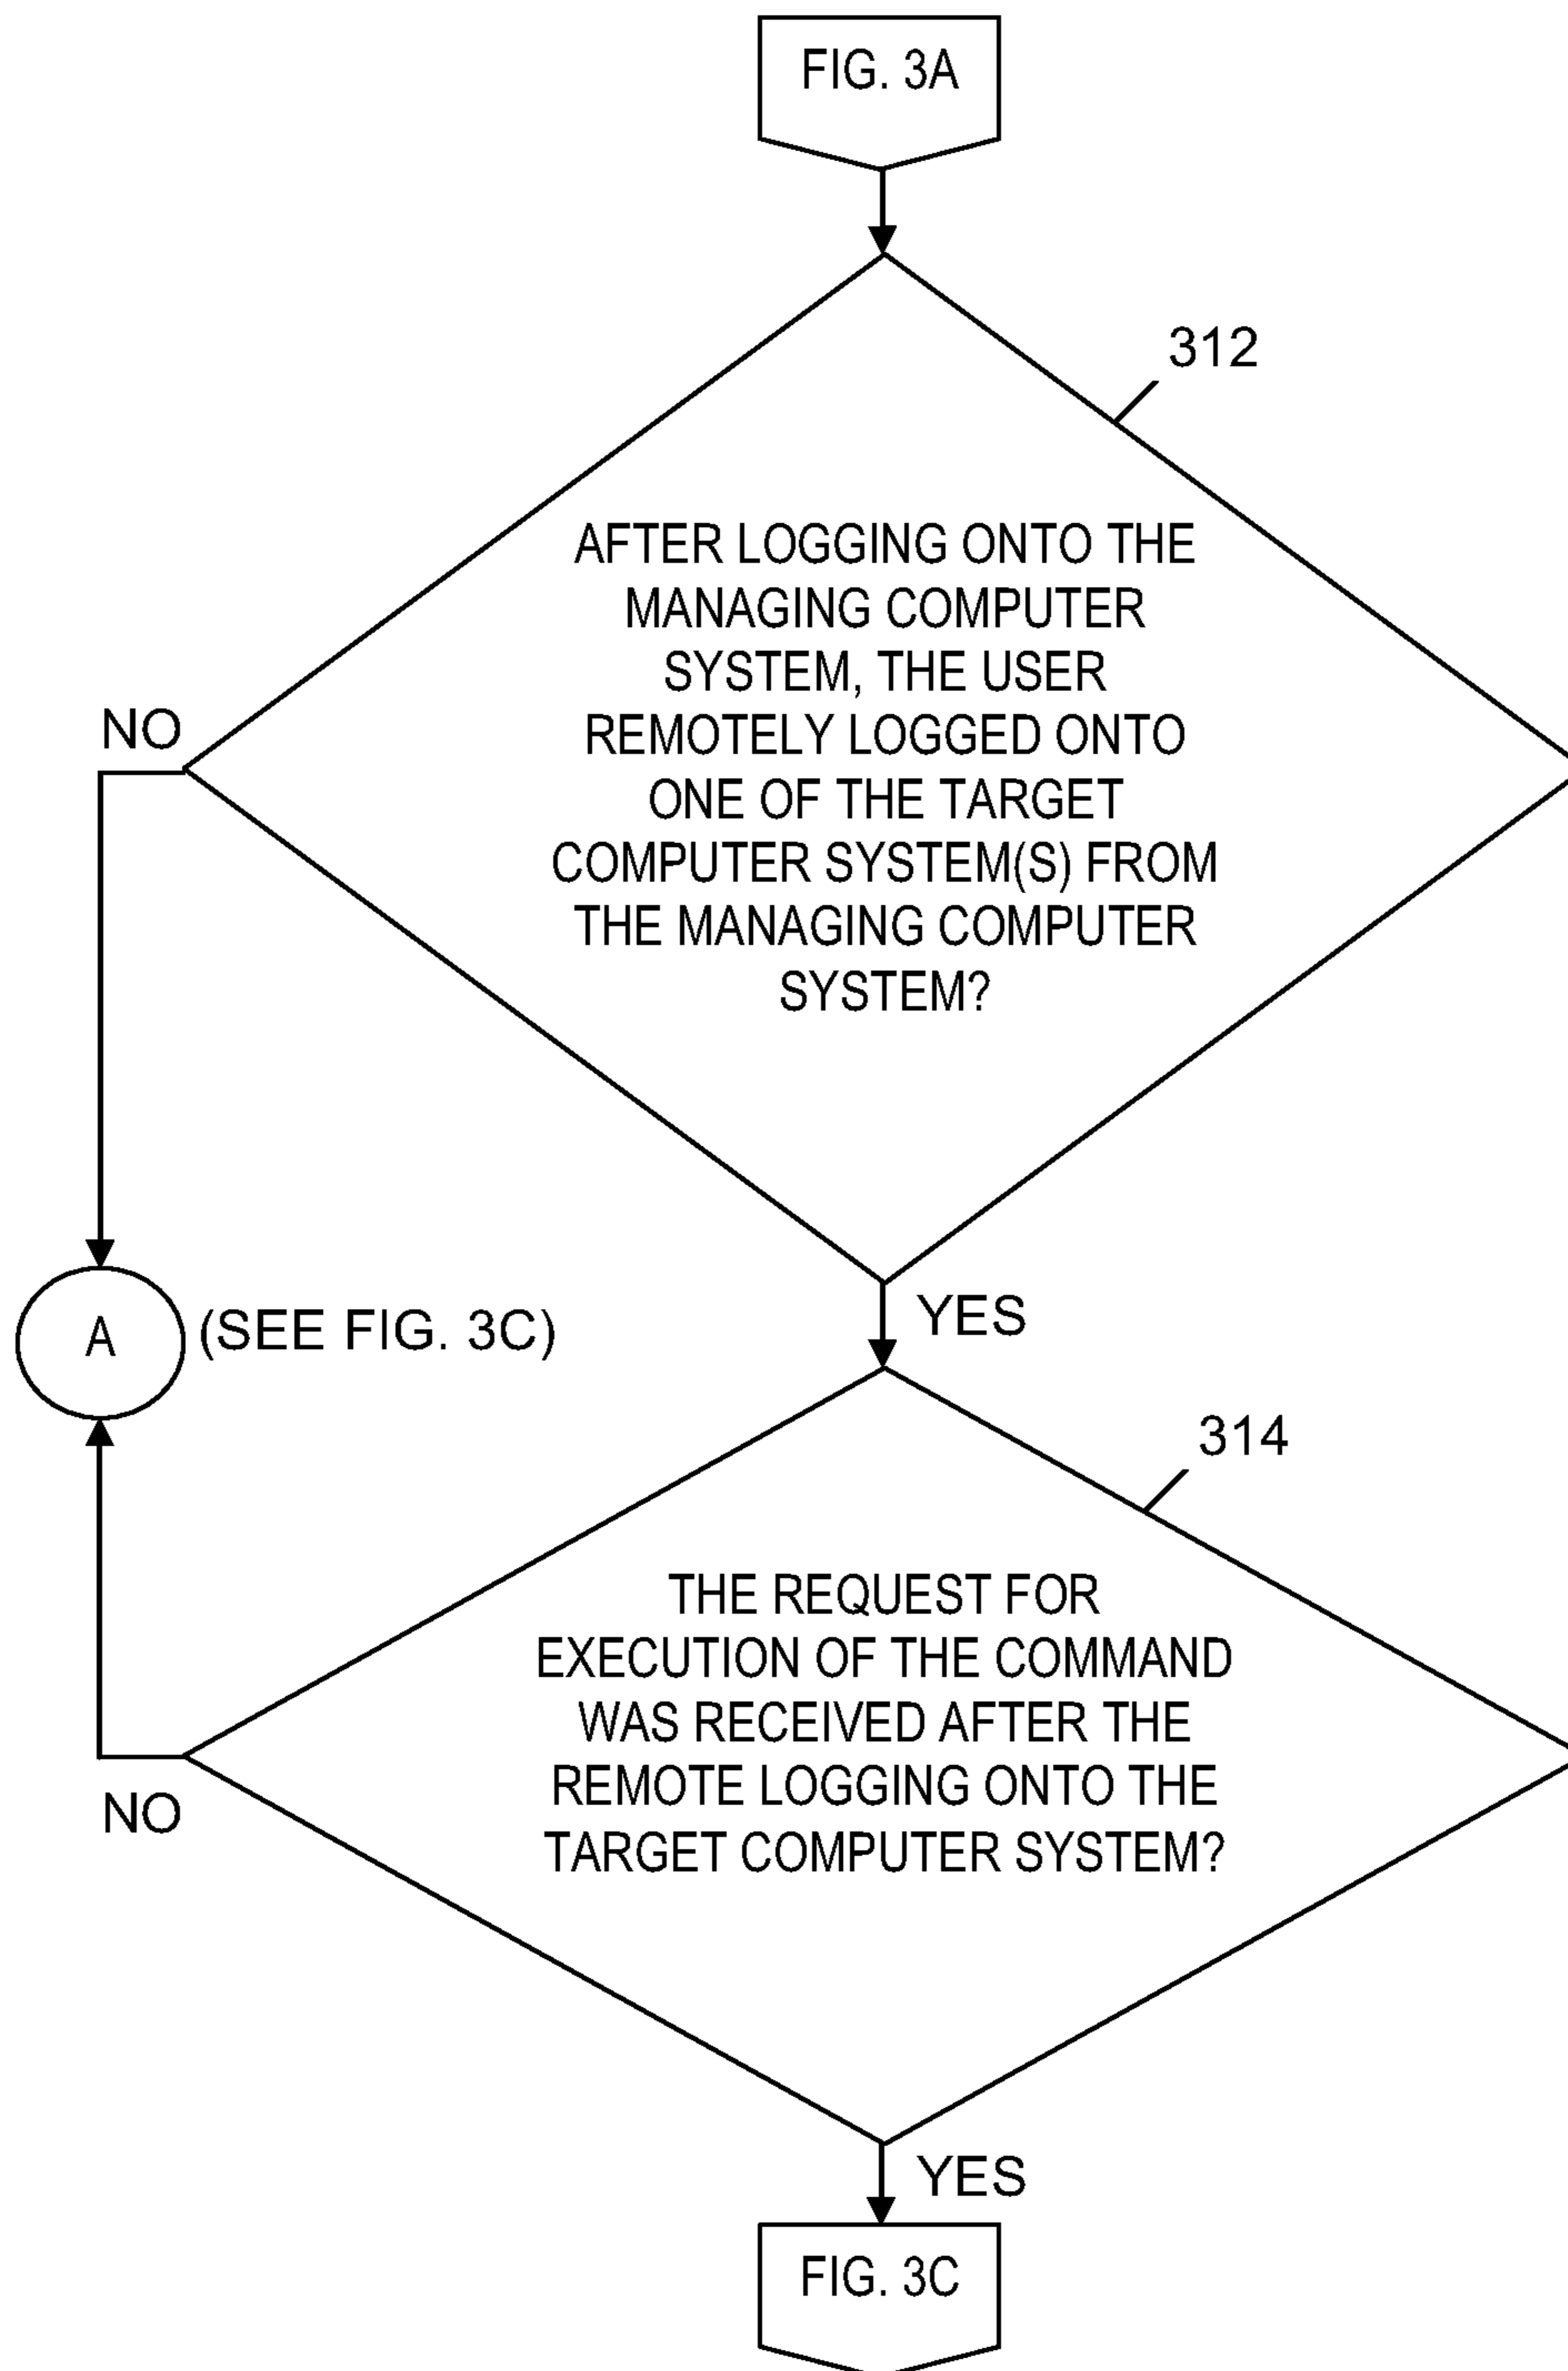 FIG. 3A
312
AFTER LOGGING ONTO THE
MANAGING COMPUTER
SYSTEM, THE USER
REMOTELY LOGGED ONTO
ONE OF THE TARGET
COMPUTER SYSTEM(S) FROM
THE MANAGING COMPUTER
SYSTEM?
NO
YES
A
(SEE FIG. 3C)
314
THE REQUEST FOR
EXECUTION OF THE COMMAND
WAS RECEIVED AFTER THE
REMOTE LOGGING ONTO THE
TARGET COMPUTER SYSTEM?
NO
YES
FIG. 3C